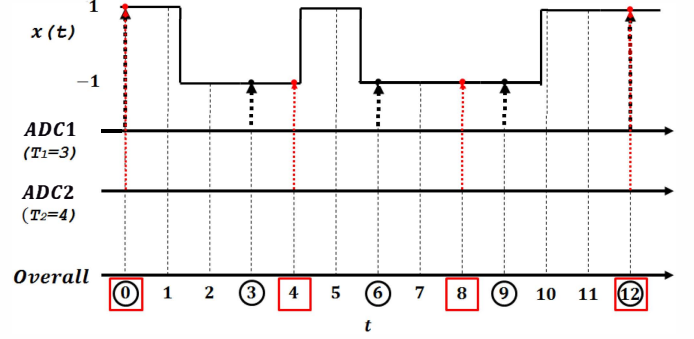 1
x(t)
−1
ADC1
(T₁=3)
ADC2
(T₂=4)
Overall
0 1 2 3 4 5 6 7 8 9 10 11 12
t